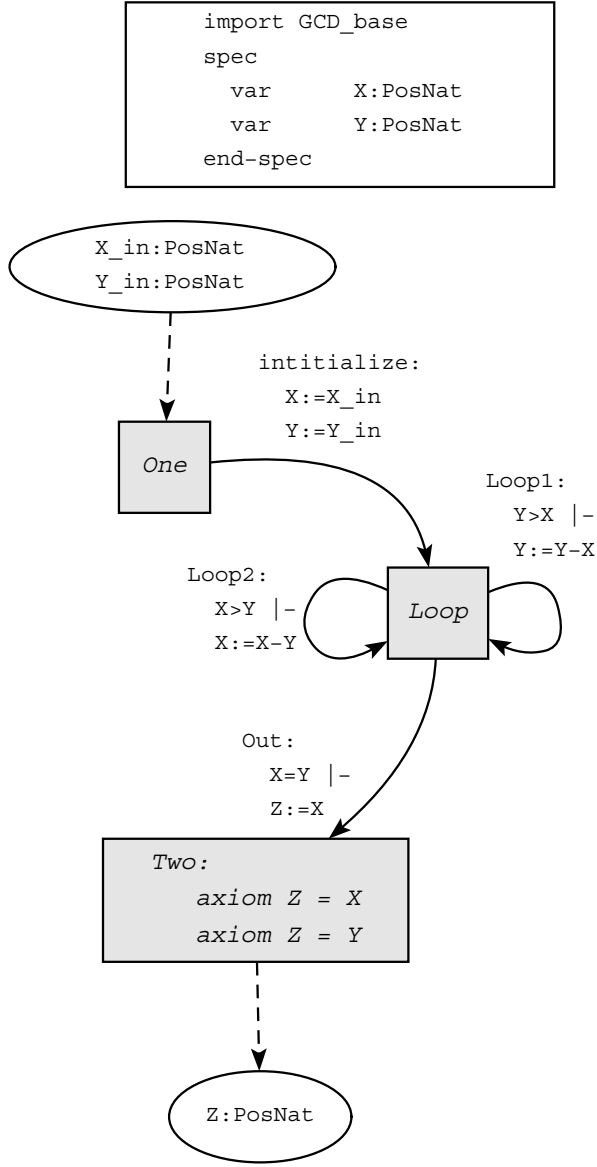 import GCD_base
spec
var X:PosNat
var Y:PosNat
end-spec
X_in:PosNat
Y_in:PosNat
intitialize:
X:=X_in
Y:=Y_in
One
Loop1:
Y>X |-
Y:=Y-X
Loop2:
X>Y |-
X:=X-Y
Loop
Out:
X=Y |-
Z:=X
Two:
axiom Z = X
axiom Z = Y
Z:PosNat